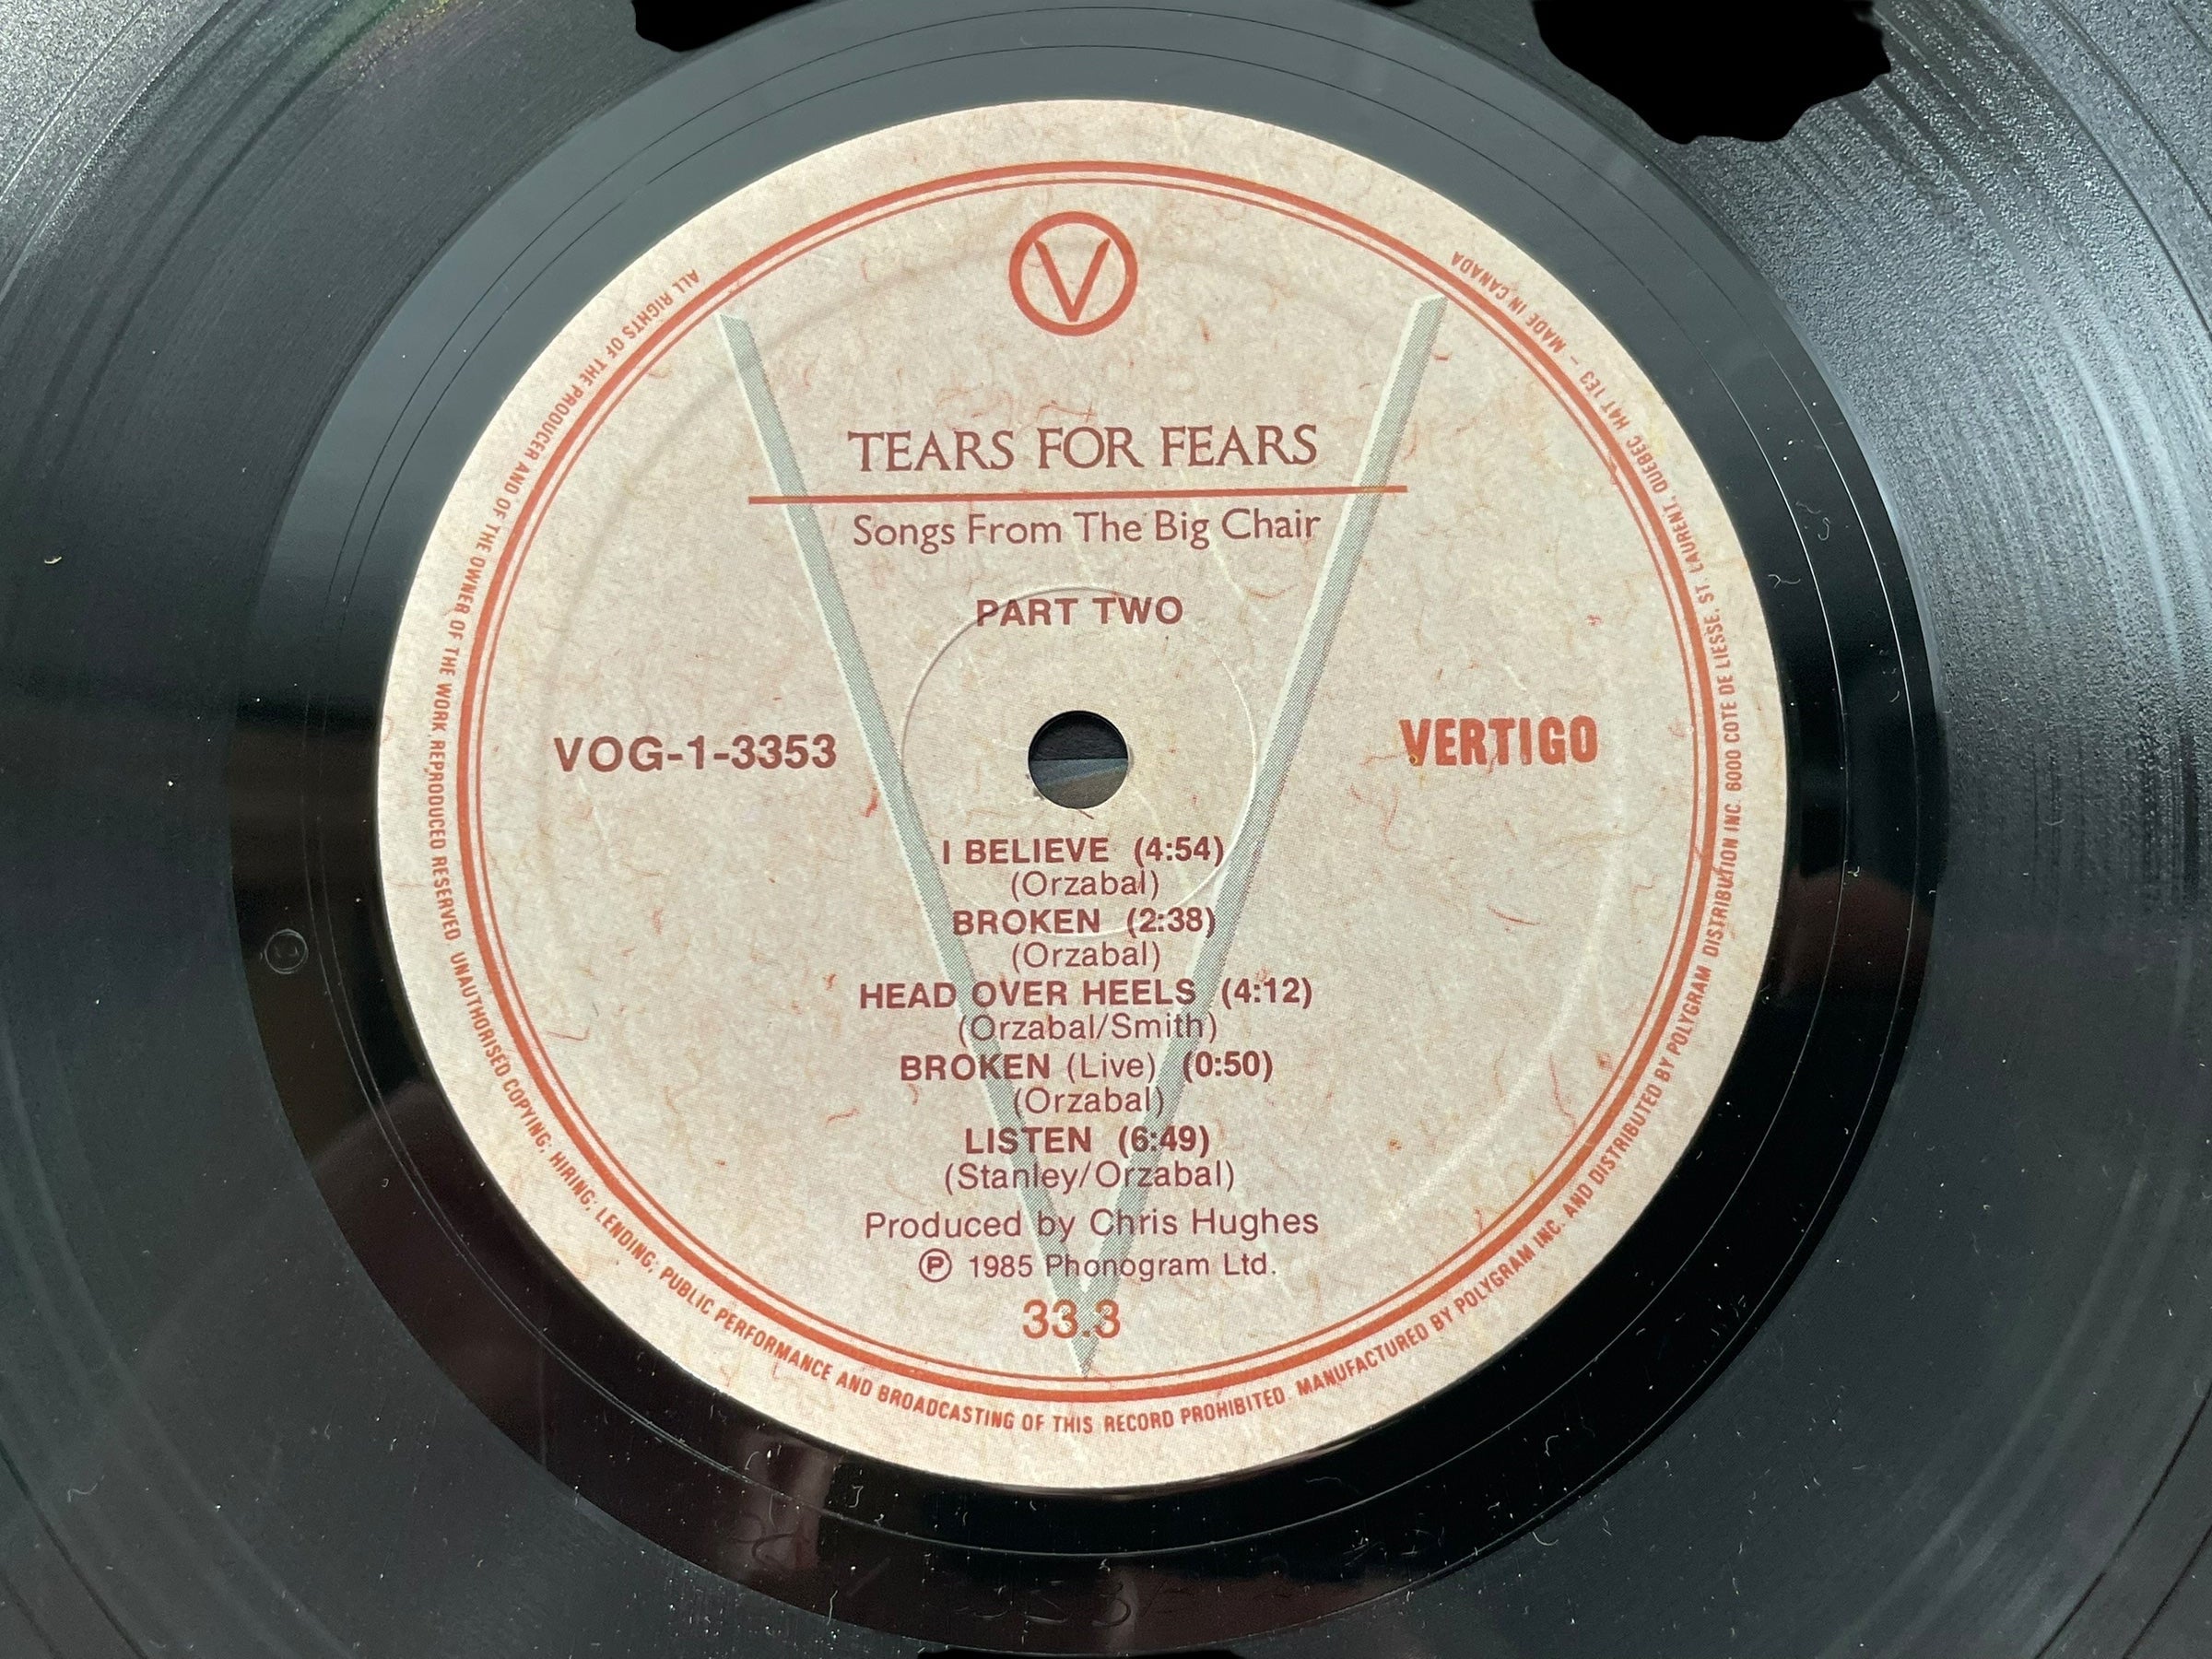 V
TEARS FOR FEARS
Songs From The Big Chair
PART TWO
VOG-1-3353
VERTIGO
I BELIEVE (4:54)
(Orzabal)
BROKEN (2:38)
(Orzabal)
HEAD OVER HEELS (4:12)
(Orzabal/Smith)
BROKEN (Live) (0:50)
(Orzabal)
LISTEN (6:49)
(Stanley/Orzabal)
Produced by Chris Hughes
Ⓟ 1985 Phonogram Ltd.
33.3
ALL RIGHTS OF THE PRODUCER AND OF THE OWNER OF THE WORK REPRODUCED RESERVED. UNAUTHORISED COPYING; HIRING; LENDING; PUBLIC PERFORMANCE AND BROADCASTING OF THIS RECORD PROHIBITED. MANUFACTURED BY POLYGRAM INC. AND DISTRIBUTED BY POLYGRAM DISTRIBUTION INC. 6000 COTE DE LIESSE, ST. LAURENT, QUEBEC H4T 1E3 – MADE IN CANADA